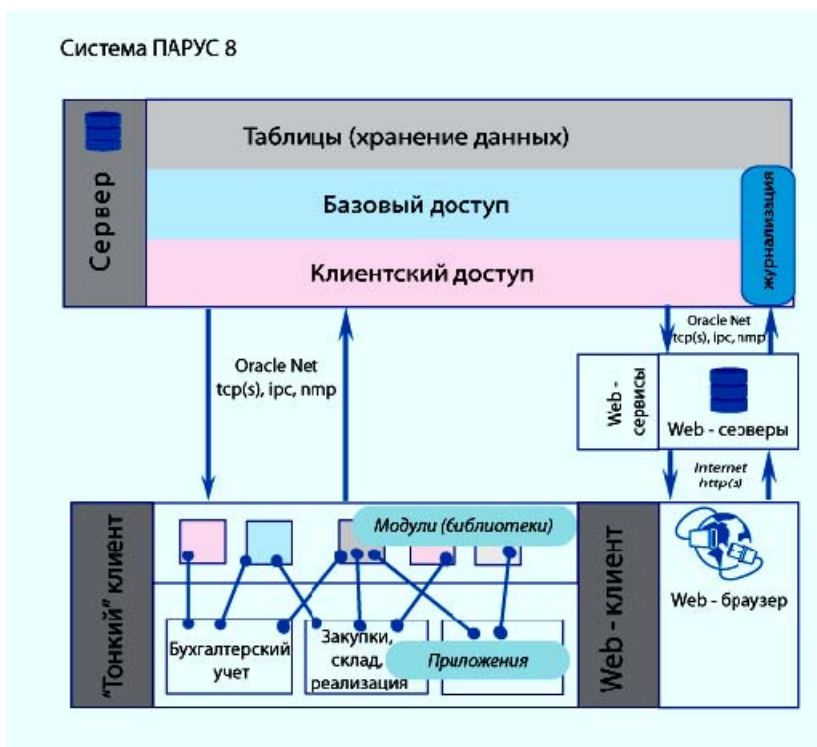 Система ПАРУС 8
Сервер
Таблицы (хранение данных)
Базовый доступ
Клиентский доступ
журнализация
Oracle Net
tcp(s), ipc, nmp
Oracle Net
tcp(s), ipc, nmp
Web -
сервисы
Web - серверы
Internet
http(s)
"Тонкий" клиент
Модули (библиотеки)
Бухгалтерский
учет
Закупки,
склад,
реализация
Приложения
Web - клиент
Web - браузер